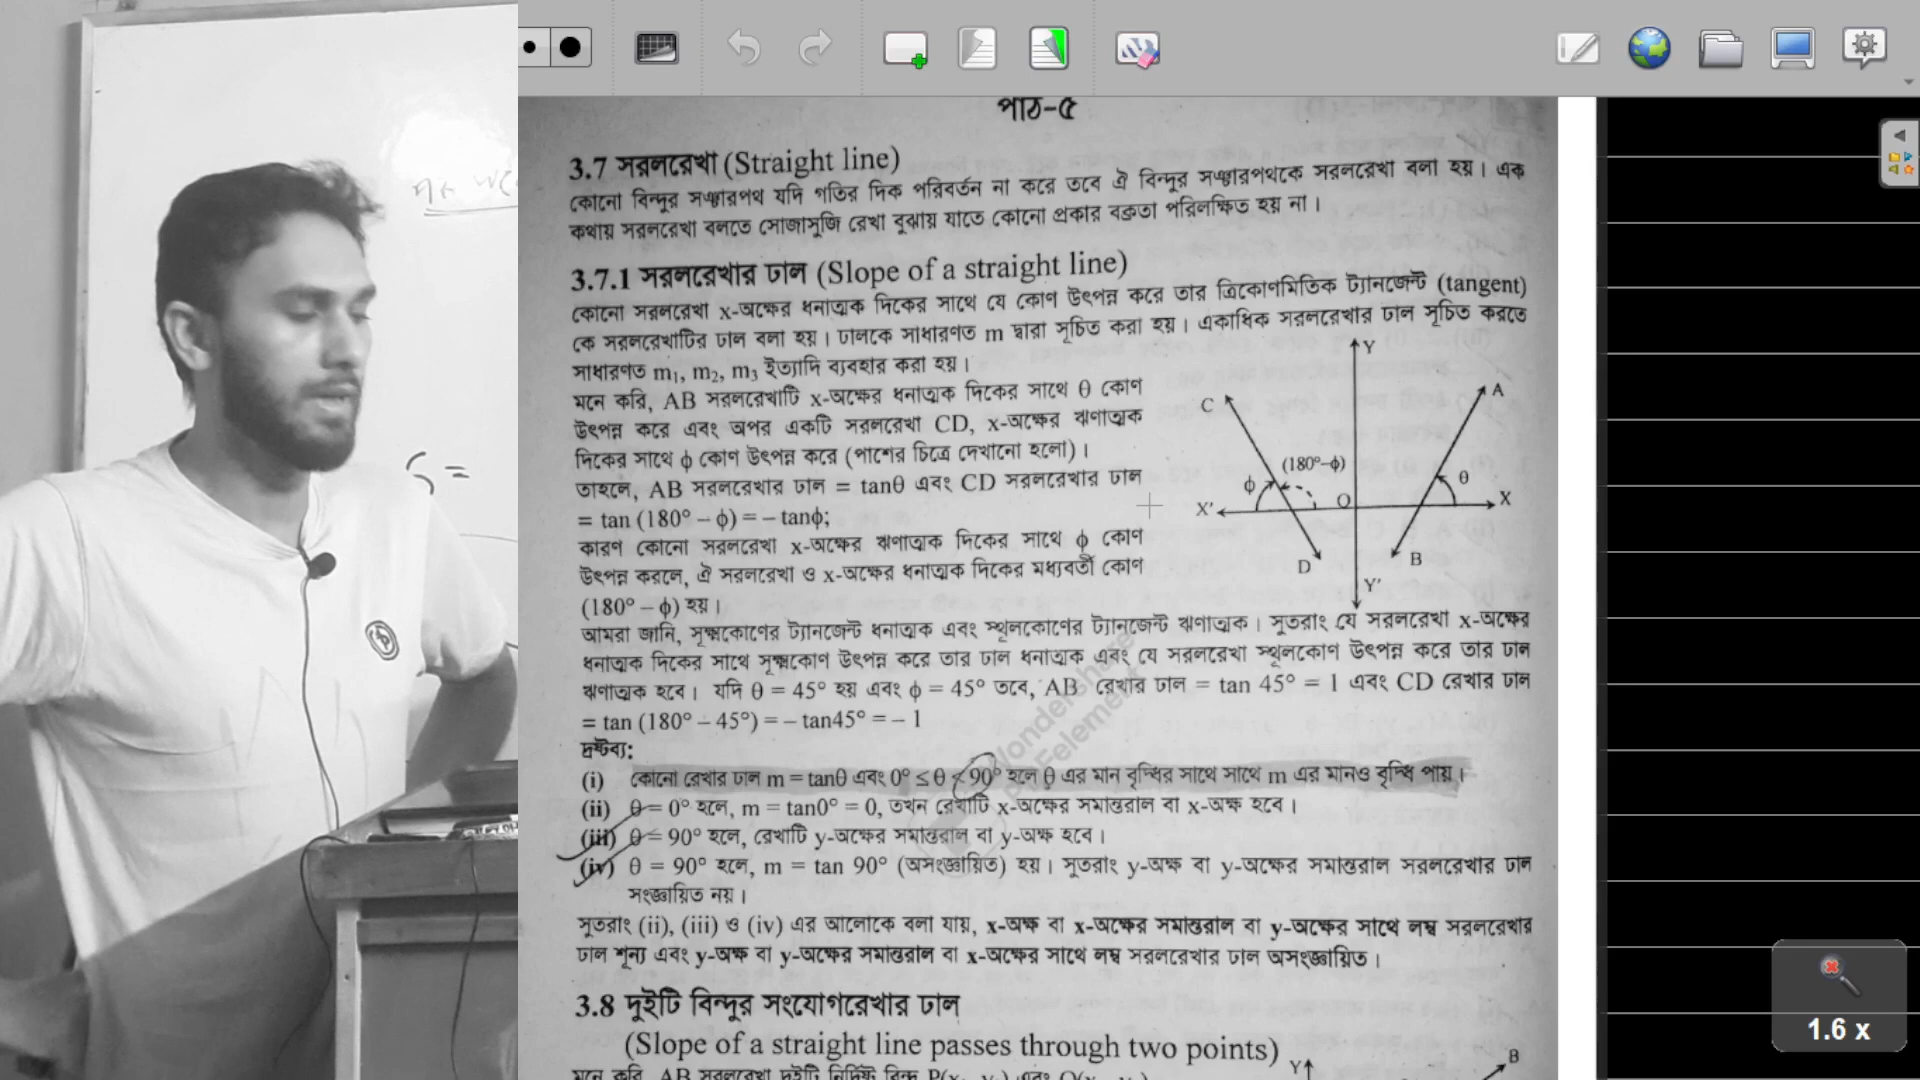 পাঠ-৫
3.7 সরলরেখা (Straight line)
কোনো বিন্দুর সঞ্চারপথ যদি গতির দিক পরিবর্তন না করে তবে ঐ বিন্দুর সঞ্চারপথকে সরলরেখা বলা হয়। এক
কথায় সরলরেখা বলতে সোজাসুজি রেখা বুঝায় যাতে কোনো প্রকার বক্রতা পরিলক্ষিত হয় না।
3.7.1 সরলরেখার ঢাল (Slope of a straight line)
কোনো সরলরেখা x-অক্ষের ধনাত্মক দিকের সাথে যে কোণ উৎপন্ন করে তার ত্রিকোণমিতিক ট্যানজেন্ট (tangent)
কে সরলরেখাটির ঢাল বলা হয়। ঢালকে সাধারণত m দ্বারা সূচিত করা হয়। একাধিক সরলরেখার ঢাল সূচিত করতে
সাধারণত m₁, m₂, m₃ ইত্যাদি ব্যবহার করা হয়।
মনে করি, AB সরলরেখাটি x-অক্ষের ধনাত্মক দিকের সাথে θ কোণ
উৎপন্ন করে এবং অপর একটি সরলরেখা CD, x-অক্ষের ঋণাত্মক
দিকের সাথে ϕ কোণ উৎপন্ন করে (পাশের চিত্রে দেখানো হলো)।
তাহলে, AB সরলরেখার ঢাল = tanθ এবং CD সরলরেখার ঢাল
= tan (180° – ϕ) = – tanϕ;
কারণ কোনো সরলরেখা x-অক্ষের ঋণাত্মক দিকের সাথে ϕ কোণ
উৎপন্ন করলে, ঐ সরলরেখা ও x-অক্ষের ধনাত্মক দিকের মধ্যবর্তী কোণ
(180° – ϕ) হয়।
Y
C
A
(180°–ϕ)
ϕ
θ
X'
O
X
D
B
Y'
আমরা জানি, সূক্ষ্মকোণের ট্যানজেন্ট ধনাত্মক এবং স্থূলকোণের ট্যানজেন্ট ঋণাত্মক। সুতরাং যে সরলরেখা x-অক্ষের
ধনাত্মক দিকের সাথে সূক্ষ্মকোণ উৎপন্ন করে তার ঢাল ধনাত্মক এবং যে সরলরেখা স্থূলকোণ উৎপন্ন করে তার ঢাল
ঋণাত্মক হবে। যদি θ = 45° হয় এবং ϕ = 45° তবে, AB রেখার ঢাল = tan 45° = 1 এবং CD রেখার ঢাল
= tan (180° – 45°) = – tan45° = – 1
দ্রষ্টব্য:
(i) কোনো রেখার ঢাল m = tanθ এবং 0° ≤ θ < 90° হলে θ এর মান বৃদ্ধির সাথে সাথে m এর মানও বৃদ্ধি পায়।
(ii) θ = 0° হলে, m = tan0° = 0, তখন রেখাটি x-অক্ষের সমান্তরাল বা x-অক্ষ হবে।
(iii) θ = 90° হলে, রেখাটি y-অক্ষের সমান্তরাল বা y-অক্ষ হবে।
(iv) θ = 90° হলে, m = tan 90° (অসংজ্ঞায়িত) হয়। সুতরাং y-অক্ষ বা y-অক্ষের সমান্তরাল সরলরেখার ঢাল
সংজ্ঞায়িত নয়।
সুতরাং (ii), (iii) ও (iv) এর আলোকে বলা যায়, x-অক্ষ বা x-অক্ষের সমান্তরাল বা y-অক্ষের সাথে লম্ব সরলরেখার
ঢাল শূন্য এবং y-অক্ষ বা y-অক্ষের সমান্তরাল বা x-অক্ষের সাথে লম্ব সরলরেখার ঢাল অসংজ্ঞায়িত।
3.8 দুইটি বিন্দুর সংযোগরেখার ঢাল
(Slope of a straight line passes through two points)
মনে করি, AB সরলরেখা দুইটি নির্দিষ্ট বিন্দু
Y
B
Wondershare
PDFelement
S =
1.6 x